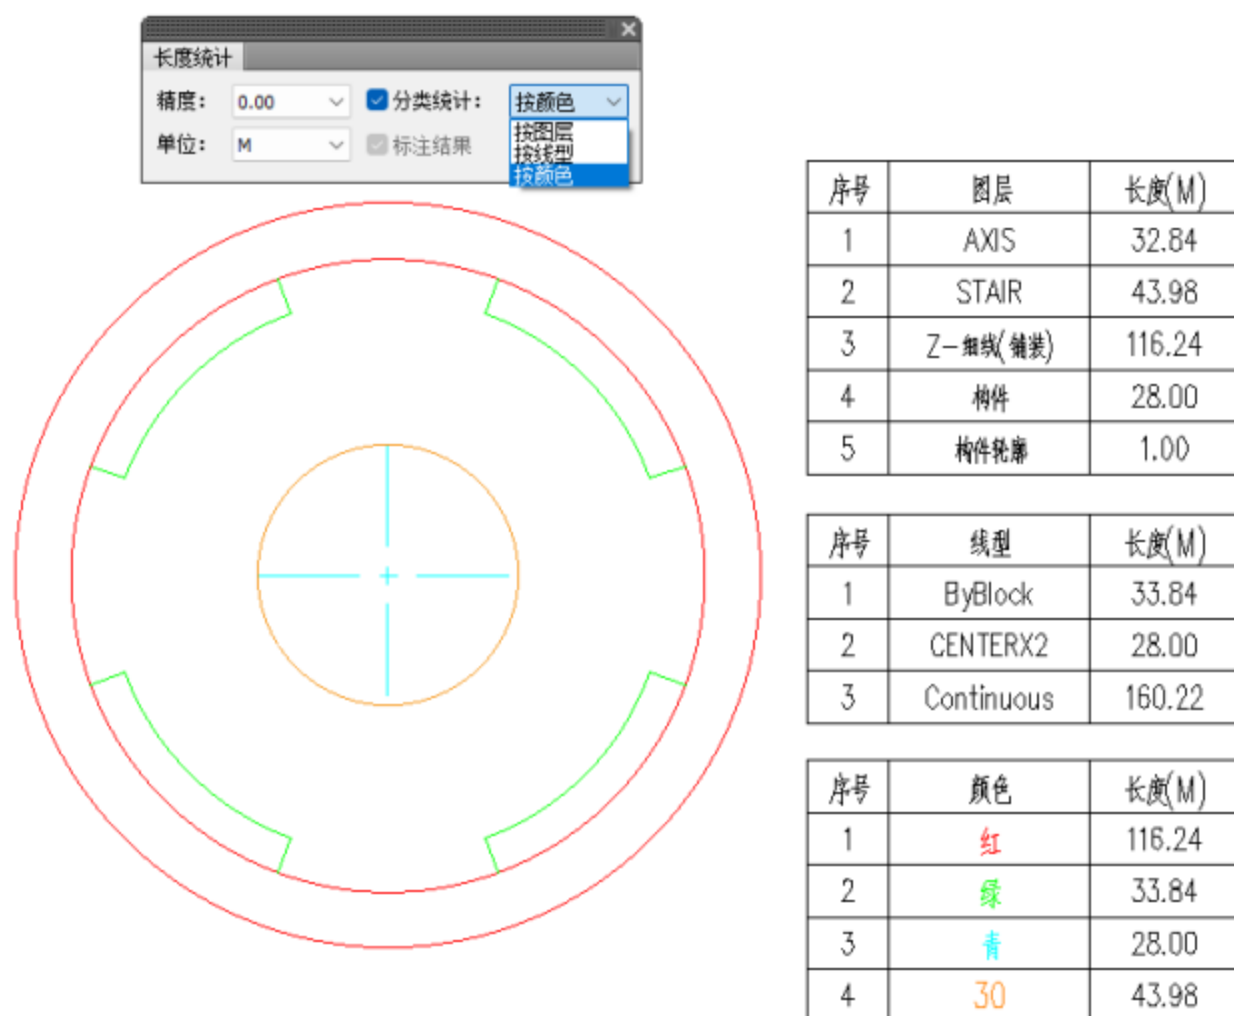 长度统计
精度： 0.00 分类统计： 按颜色
按图层
单位： M 标注结果 按线型
按颜色
序号 图层 长度(M)
1 AXIS 32.84
2 STAIR 43.98
3 Z-细线(铺装) 116.24
4 构件 28.00
5 构件轮廓 1.00
序号 线型 长度(M)
1 ByBlock 33.84
2 CENTERX2 28.00
3 Continuous 160.22
序号 颜色 长度(M)
1 红 116.24
2 绿 33.84
3 青 28.00
4 30 43.98